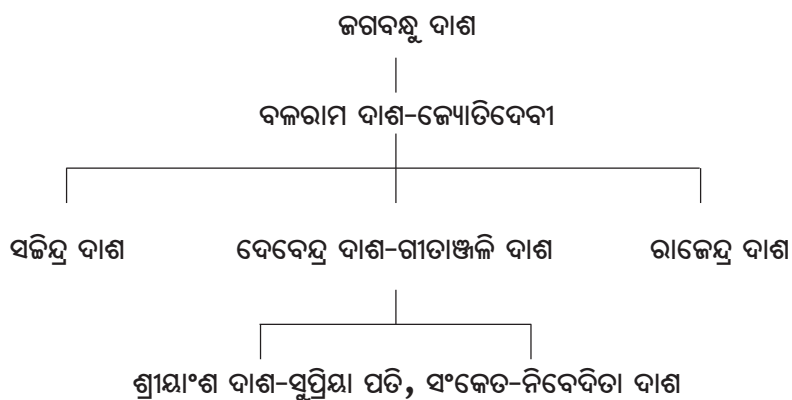 ଜଗବନ୍ଧୁ ଦାଶ
ବଳରାମ ଦାଶ-ଜ୍ୟୋତିଦେବୀ
ସଚ୍ଚିନ୍ଦ୍ର ଦାଶ ଦେବେନ୍ଦ୍ର ଦାଶ-ଗୀତାଞ୍ଜଳି ଦାଶ ରାଜେନ୍ଦ୍ର ଦାଶ
ଶ୍ରୀୟାଂଶ ଦାଶ-ସୁପ୍ରିୟା ପତି, ସଂକେତ-ନିବେଦିତା ଦାଶ